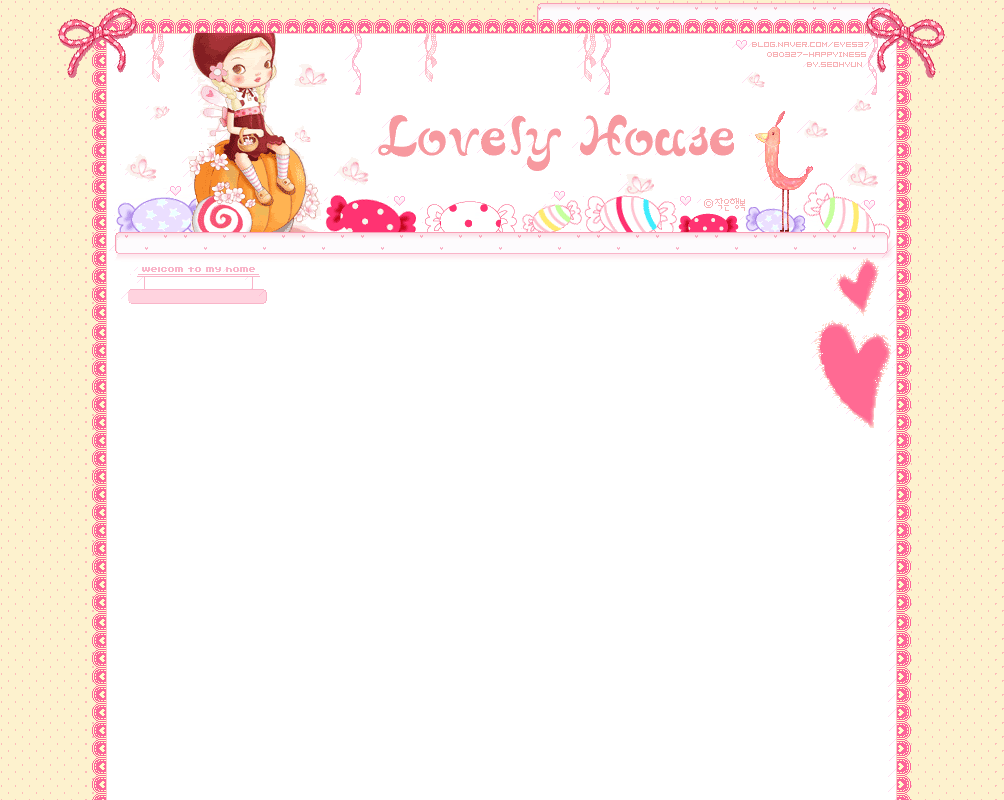 BLOG.NAVER.COM/EYES37
080327-HAPPYINESS
BY.SEOHYUN
Lovely House
ⓒ작은행복
welcom to my home